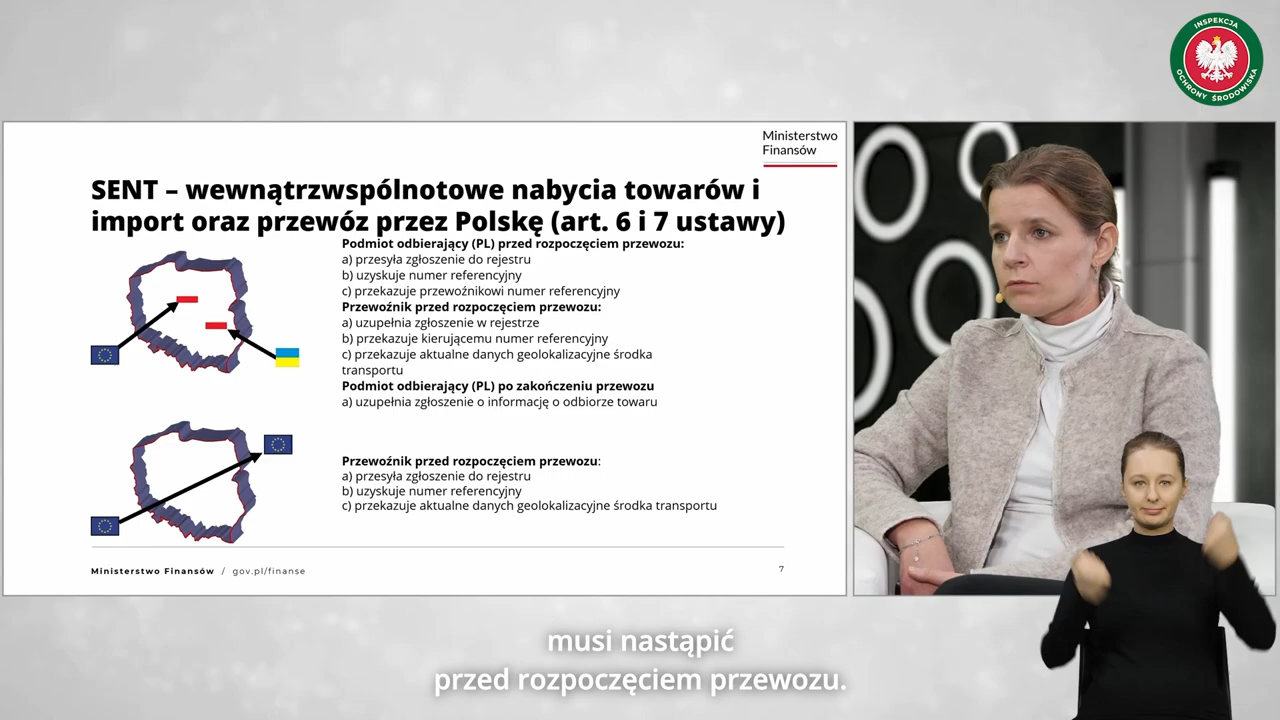 INSPEKCJA
OCHRONY ŚRODOWISKA
Ministerstwo
Finansów
SENT – wewnątrzwspólnotowe nabycia towarów i
import oraz przewóz przez Polskę (art. 6 i 7 ustawy)
Podmiot odbierający (PL) przed rozpoczęciem przewozu:
a) przesyła zgłoszenie do rejestru
b) uzyskuje numer referencyjny
c) przekazuje przewoźnikowi numer referencyjny
Przewoźnik przed rozpoczęciem przewozu:
a) uzupełnia zgłoszenie w rejestrze
b) przekazuje kierującemu numer referencyjny
c) przekazuje aktualne danych geolokalizacyjne środka
transportu
Podmiot odbierający (PL) po zakończeniu przewozu
a) uzupełnia zgłoszenie o informację o odbiorze towaru
Przewoźnik przed rozpoczęciem przewozu:
a) przesyła zgłoszenie do rejestru
b) uzyskuje numer referencyjny
c) przekazuje aktualne danych geolokalizacyjne środka transportu
Ministerstwo Finansów / gov.pl/finanse
7
musi nastąpić
przed rozpoczęciem przewozu.